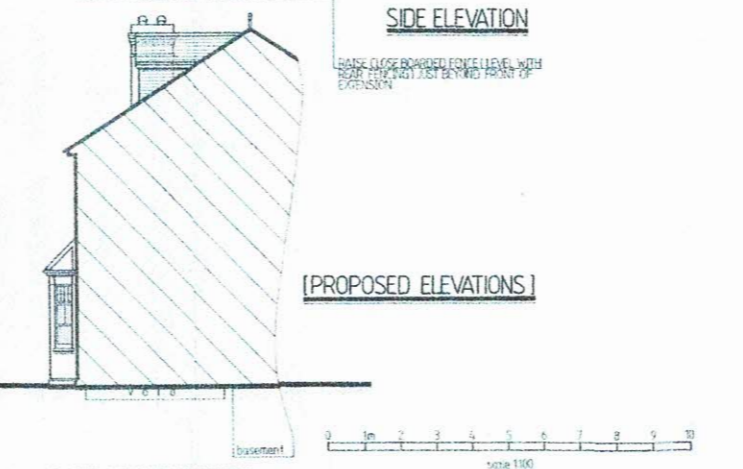 SIDE ELEVATION
RAISE CLOSE BOARDED FENCE (LEVEL WITH
REAR FENCING) JUST BEYOND FRONT OF
EXTENSION
[PROPOSED ELEVATIONS]
void
basement
0 1m 2 3 4 5 6 7 8 9 10
scale 1:100